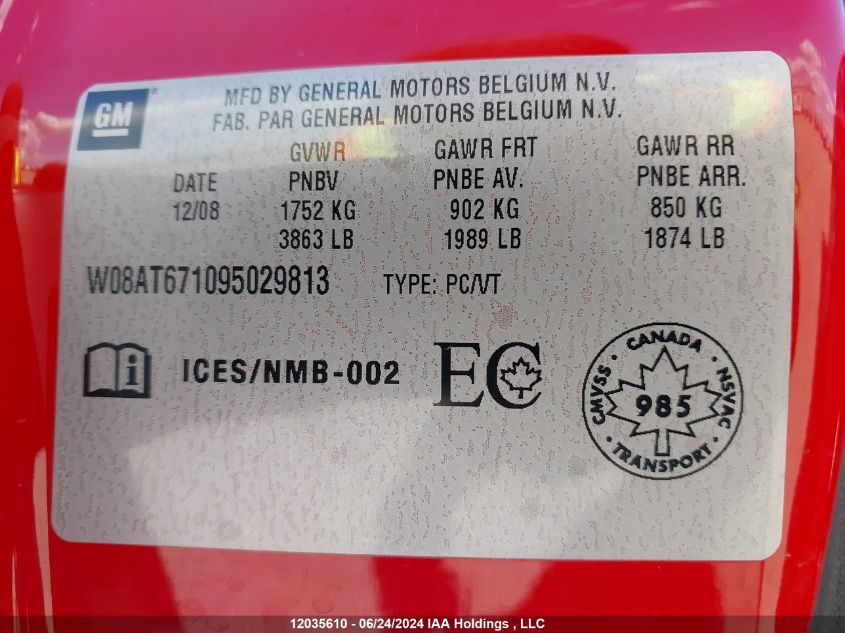 GM ®
MFD BY GENERAL MOTORS BELGIUM N.V.
FAB. PAR GENERAL MOTORS BELGIUM N.V.
GVWR GAWR FRT GAWR RR
DATE PNBV PNBE AV. PNBE ARR.
12/08 1752 KG 902 KG 850 KG
3863 LB 1989 LB 1874 LB
W08AT671095029813 TYPE: PC/VT
i ICES/NMB-002 EC
CANADA
CMVSS 985 NSVAC
TRANSPORT
12035610 - 06/24/2024 IAA Holdings , LLC